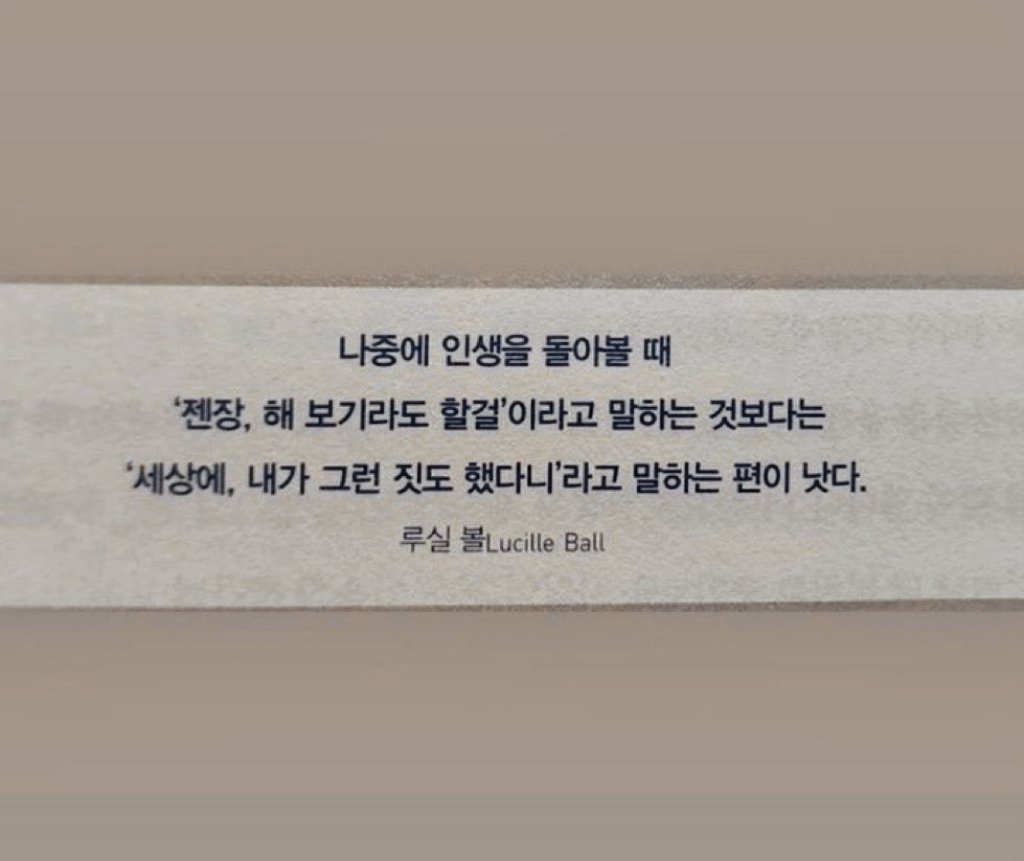 나중에 인생을 돌아볼 때
‘젠장, 해 보기라도 할걸’이라고 말하는 것보다는
‘세상에, 내가 그런 짓도 했다니’라고 말하는 편이 낫다.
루실 볼Lucille Ball